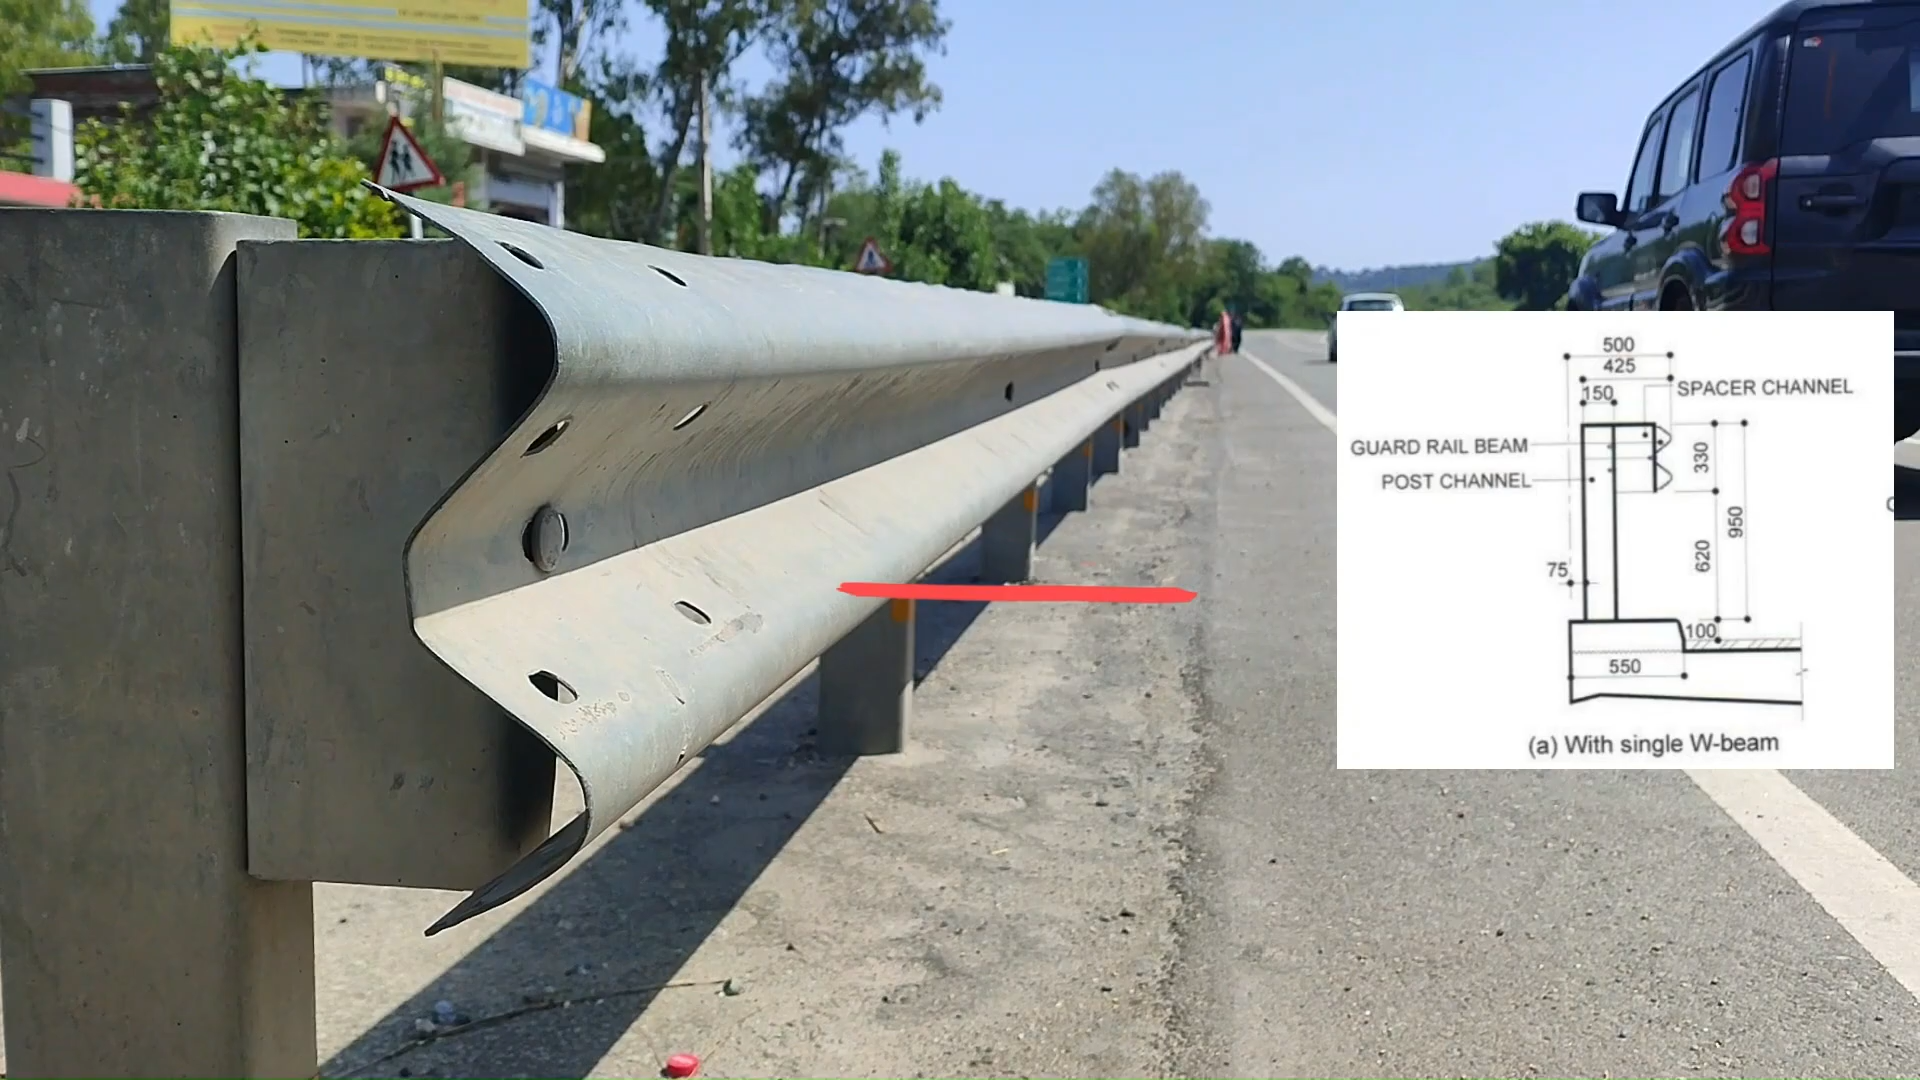 500
425
150
SPACER CHANNEL
GUARD RAIL BEAM
POST CHANNEL
330
950
620
75
100
550
(a) With single W-beam